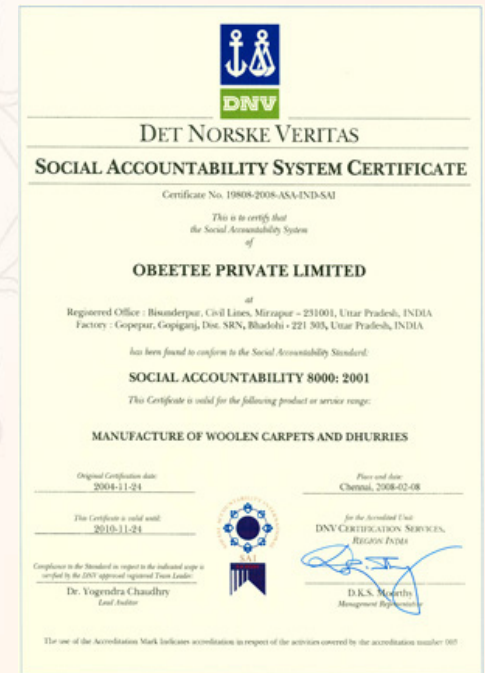 DNV
DET NORSKE VERITAS
SOCIAL ACCOUNTABILITY SYSTEM CERTIFICATE
Certificate No. 19808-2008-ASA-IND-SAI
This is to certify that
the Social Accountability System
of
OBEETEE PRIVATE LIMITED
at
Registered Office : Bisunderpur, Civil Lines, Mirzapur – 231001, Uttar Pradesh, INDIA
Factory : Gopepur, Gopiganj, Dist. SRN, Bhadohi - 221 303, Uttar Pradesh, INDIA
has been found to conform to the Social Accountability Standard:
SOCIAL ACCOUNTABILITY 8000: 2001
This Certificate is valid for the following product or service range:
MANUFACTURE OF WOOLEN CARPETS AND DHURRIES
Original Certification date:
2004-11-24
Place and date:
Chennai, 2008-02-08
This Certificate is valid until:
2010-11-24
for the Accredited Unit:
DNV CERTIFICATION SERVICES,
REGION INDIA
SAI
Compliance to the Standard in respect to the indicated scope is
verified by the DNV approved registered Team Leader:
Dr. Yogendra Chaudhry
Lead Auditor
D.K.S. Moorthy
Management Representative
The use of the Accreditation Mark Indicates accreditation in respect of the activities covered by the accreditation number 005